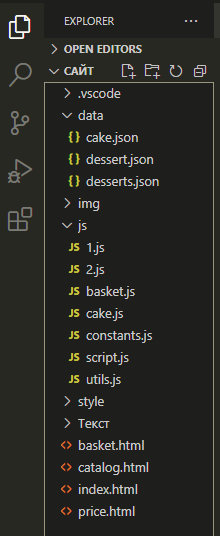 EXPLORER
OPEN EDITORS
САЙТ
.vscode
data
{ } cake.json
{ } dessert.json
{ } desserts.json
img
js
JS 1.js
JS 2.js
JS basket.js
JS cake.js
JS constants.js
JS script.js
JS utils.js
style
Текст
<> basket.html
<> catalog.html
<> index.html
<> price.html